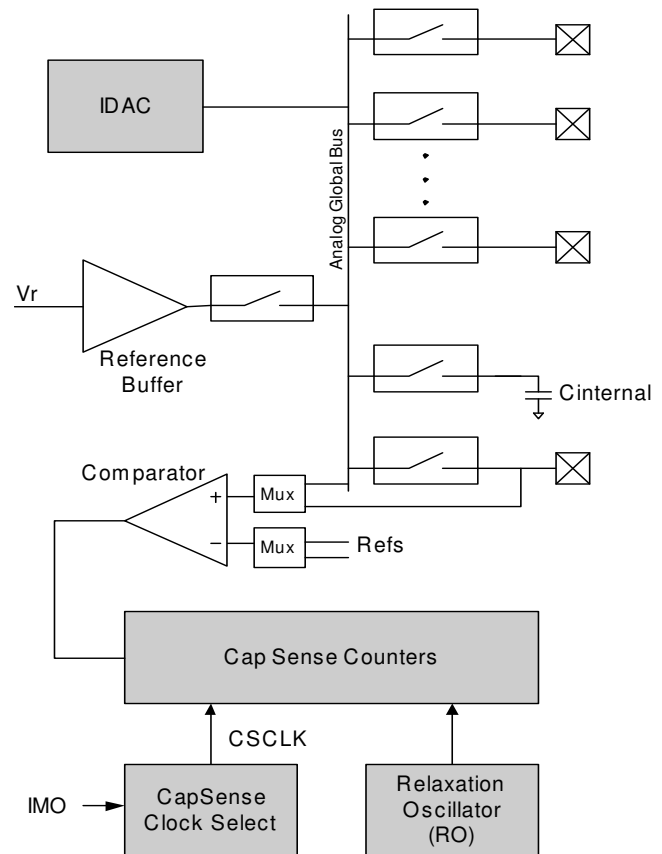 IDAC
Analog Global Bus
Vr
Reference
Buffer
Cinternal
Comparator
Mux
+
Mux
−
Refs
Cap Sense Counters
CSCLK
IMO
CapSense
Clock Select
Relaxation
Oscillator
(RO)